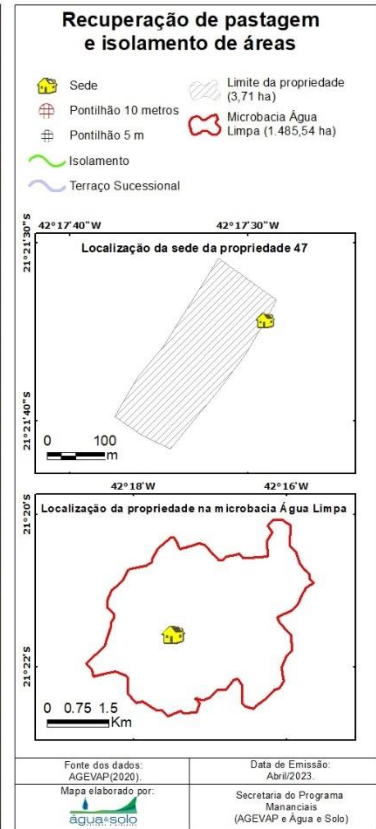 Recuperação de pastagem
e isolamento de áreas
Sede
Pontilhão 10 metros
Pontilhão 5 m
Isolamento
Terraço Sucessional
Limite da propriedade
(3,71 ha)
Microbacia Água
Limpa (1.485,54 ha)
42°17'40"W 42°17'30"W
21°21'30"S
Localização da sede da propriedade 47
21°21'40"S
0 100
m
42°18'W 42°16'W
21°20'S
Localização da propriedade na microbacia Água Limpa
21°22'S
0 0.75 1.5
Km
Fonte dos dados:
AGEVAP(2020).
Data de Emissão:
Abril/2023.
Mapa elaborado por:
água&solo
Secretaria do Programa
Mananciais
(AGEVAP e Água e Solo)